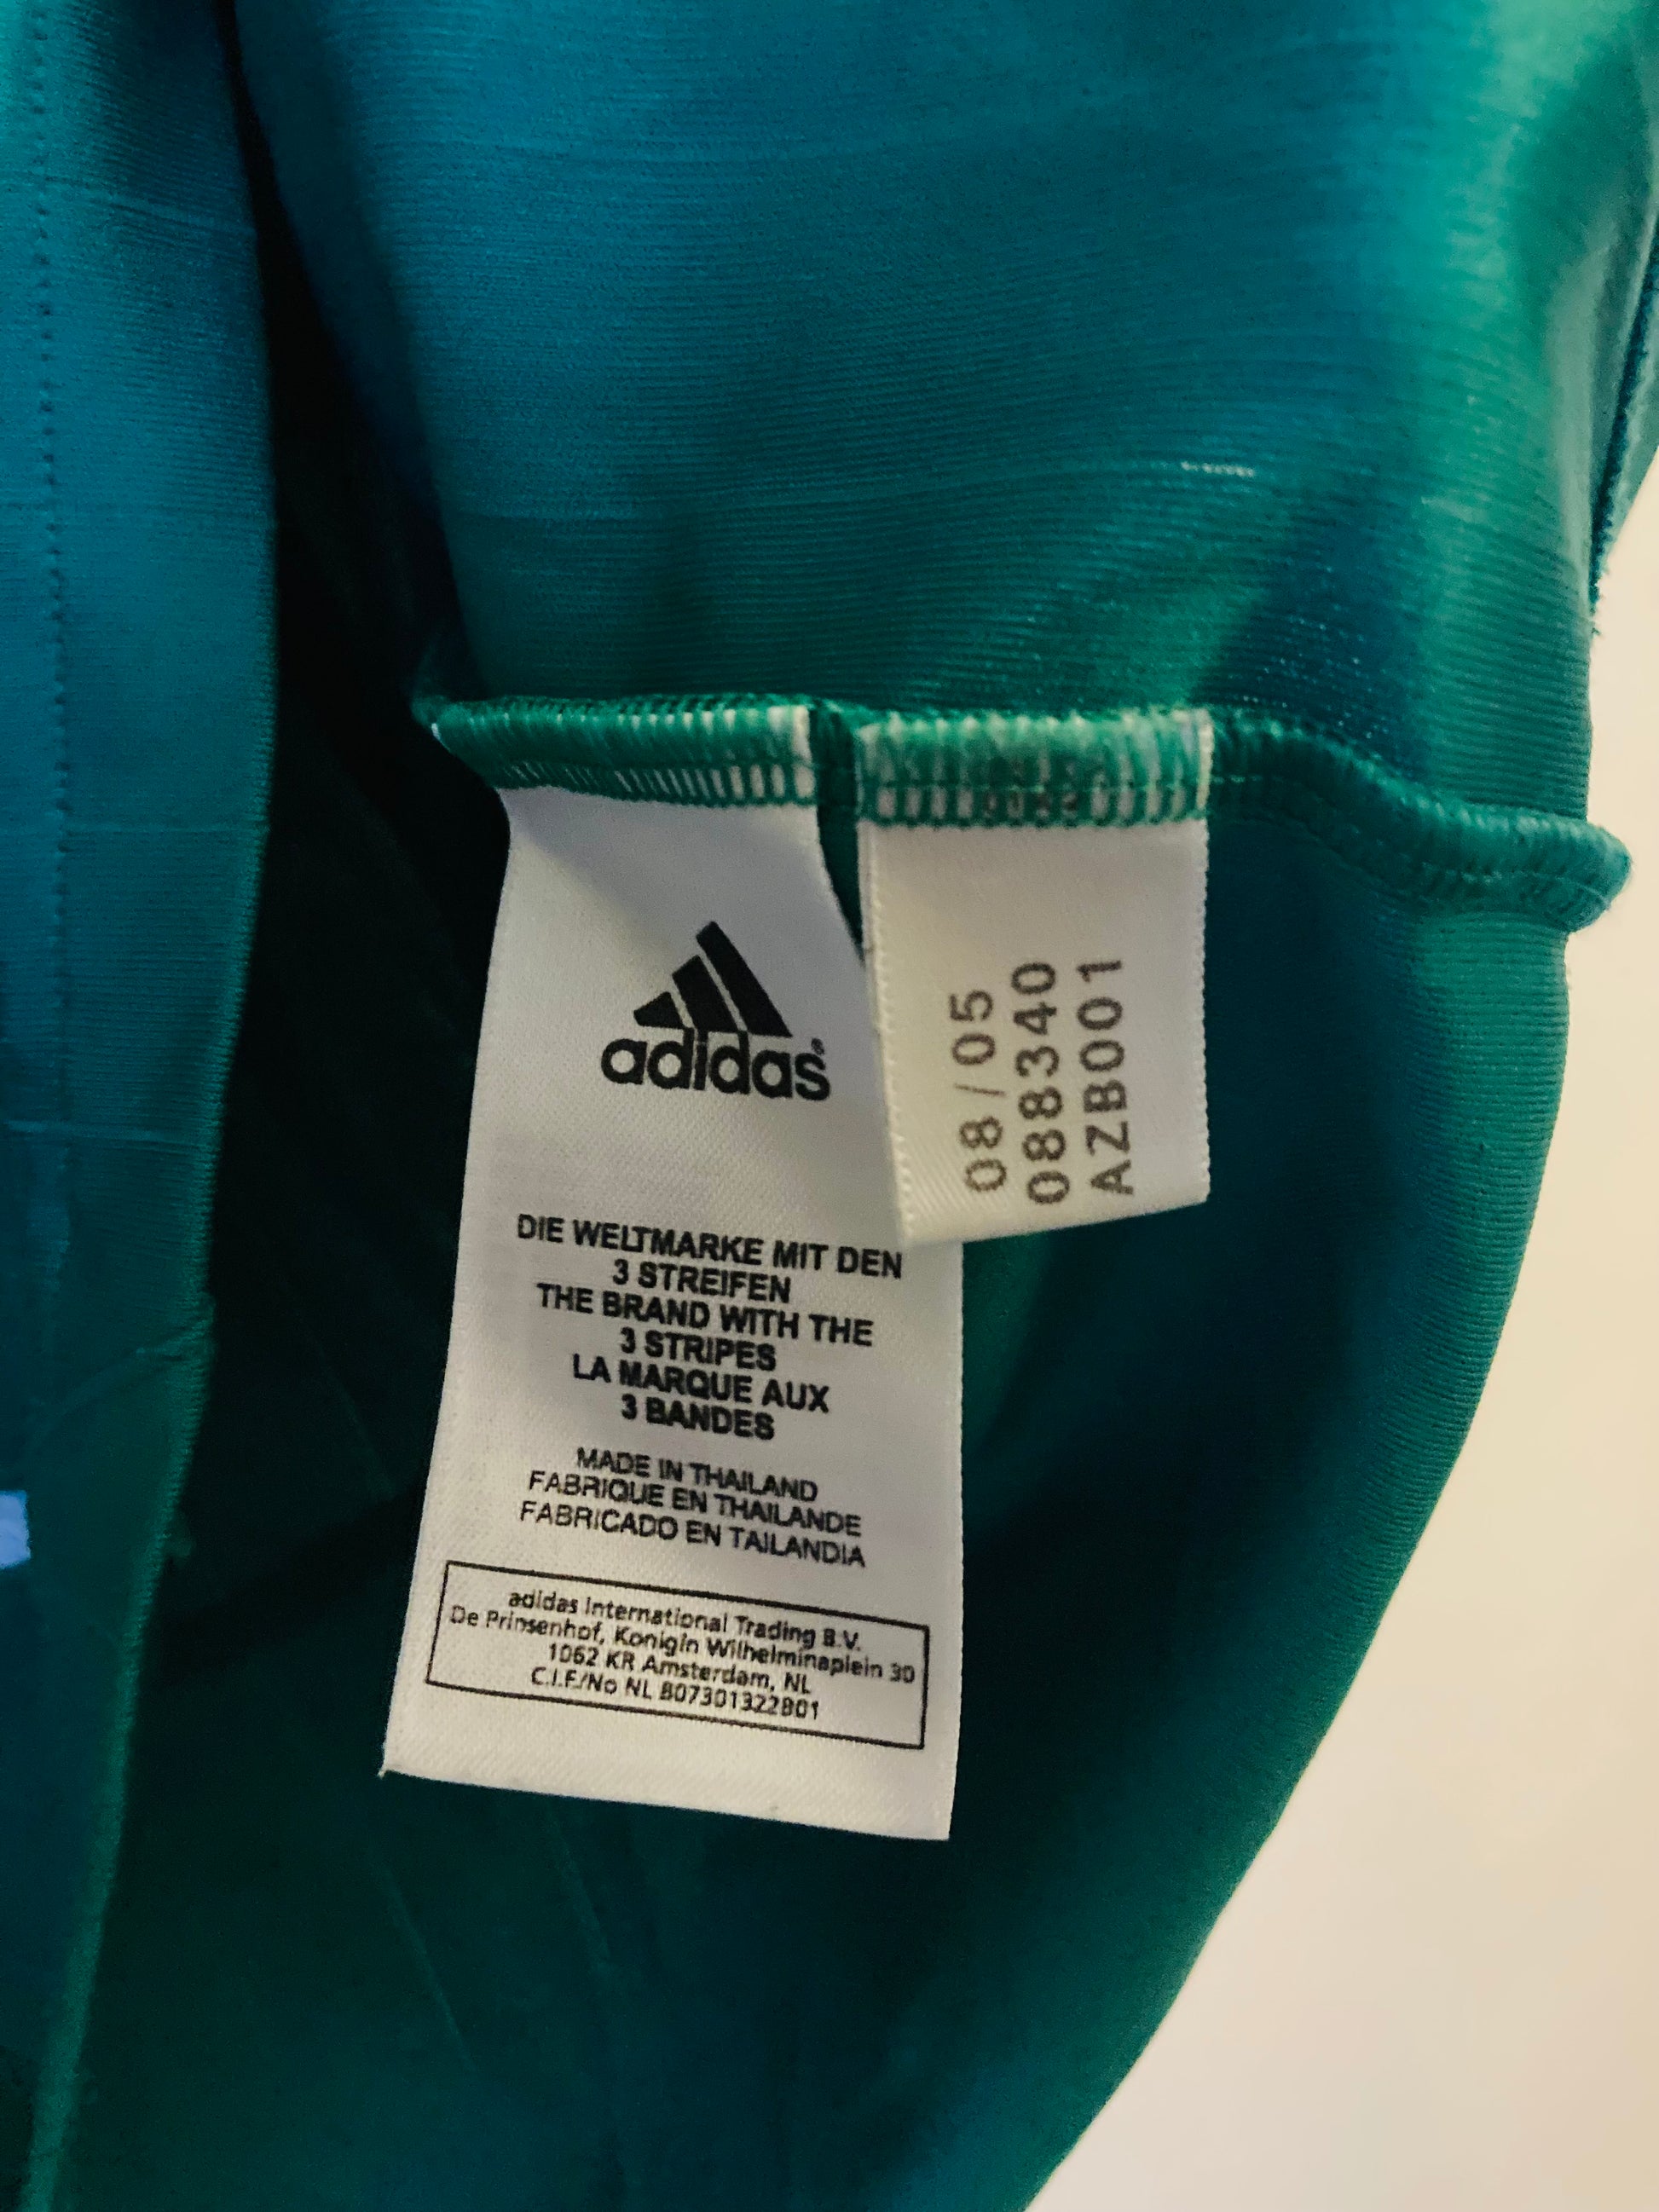 adidas®
DIE WELTMARKE MIT DEN
3 STREIFEN
THE BRAND WITH THE
3 STRIPES
LA MARQUE AUX
3 BANDES
MADE IN THAILAND
FABRIQUE EN THAILANDE
FABRICADO EN TAILANDIA
adidas International Trading B.V.
De Prinsenhof, Konigin Wilhelminaplein 30
1062 KR Amsterdam, NL
C.I.F./No NL B07301322B01
08/05
088340
AZB001